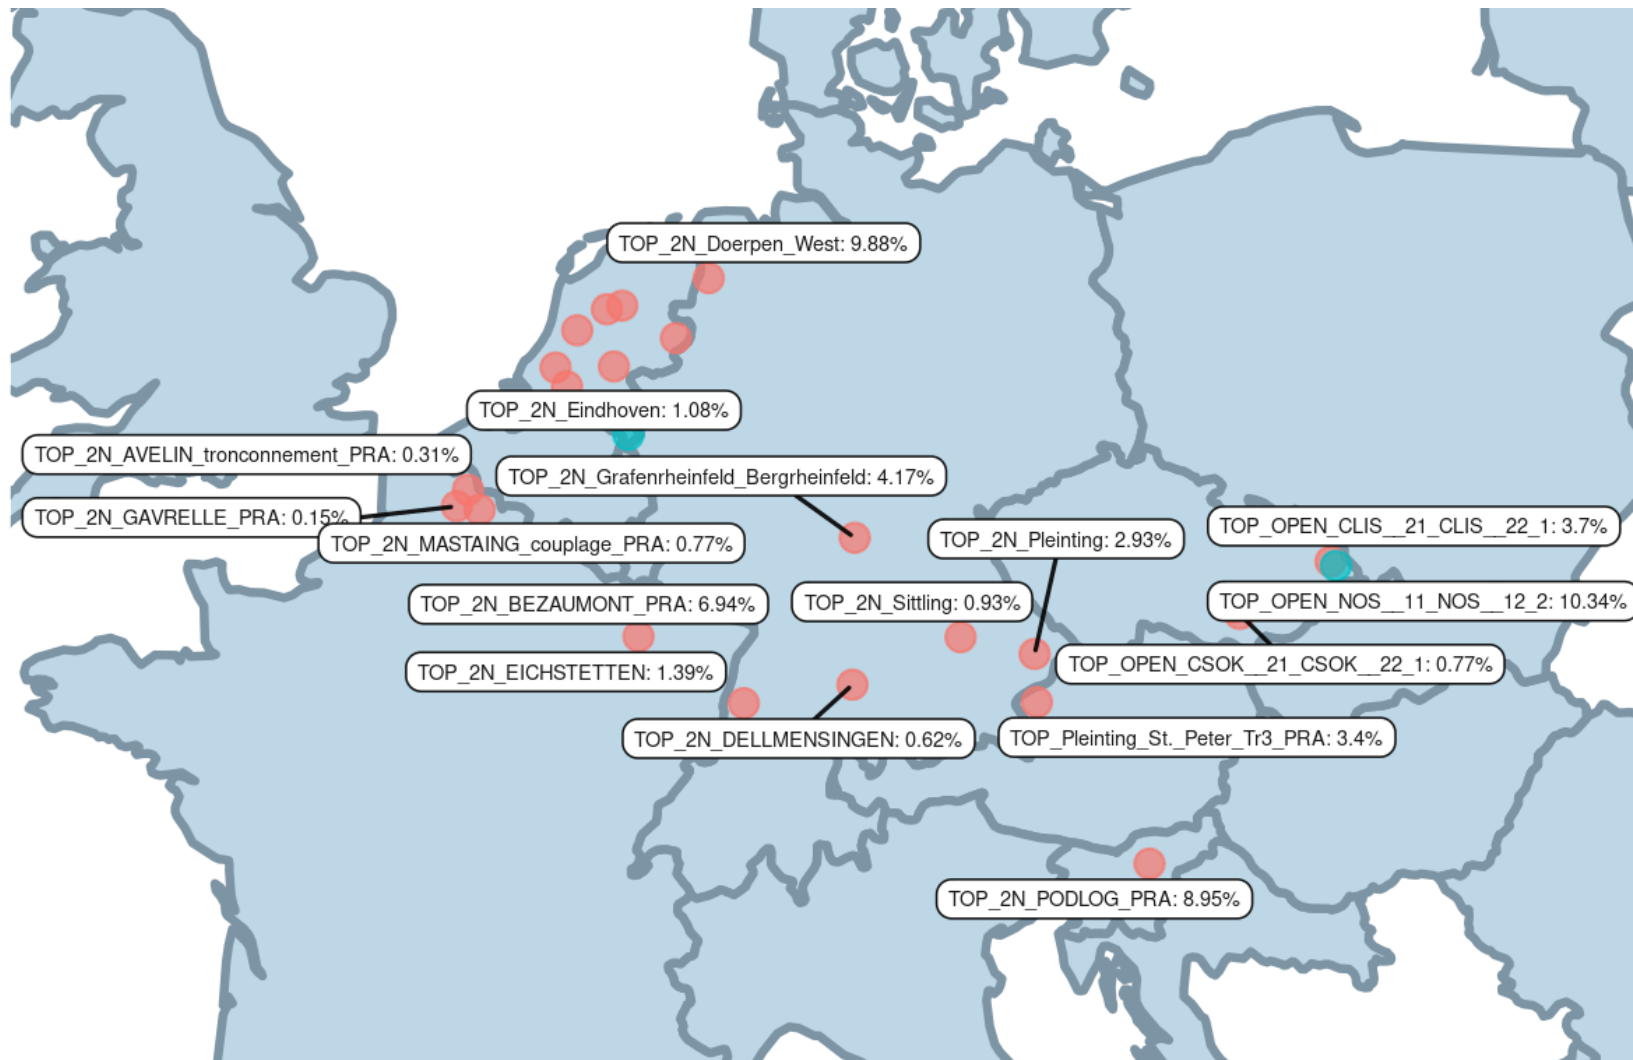 TOP_2N_Doerpen_West: 9.88%
TOP_2N_Eindhoven: 1.08%
TOP_2N_AVELIN_tronconnement_PRA: 0.31%
TOP_2N_Grafenrheinfeld_Bergrheinfeld: 4.17%
TOP_2N_GAVRELLE_PRA: 0.15%
TOP_OPEN_CLIS__21_CLIS__22_1: 3.7%
TOP_2N_MASTAING_couplage_PRA: 0.77%
TOP_2N_Pleinting: 2.93%
TOP_2N_BEZAUMONT_PRA: 6.94%
TOP_2N_Sittling: 0.93%
TOP_OPEN_NOS__11_NOS__12_2: 10.34%
TOP_2N_EICHSTETTEN: 1.39%
TOP_OPEN_CSOK__21_CSOK__22_1: 0.77%
TOP_2N_DELLMENSINGEN: 0.62%
TOP_Pleinting_St._Peter_Tr3_PRA: 3.4%
TOP_2N_PODLOG_PRA: 8.95%